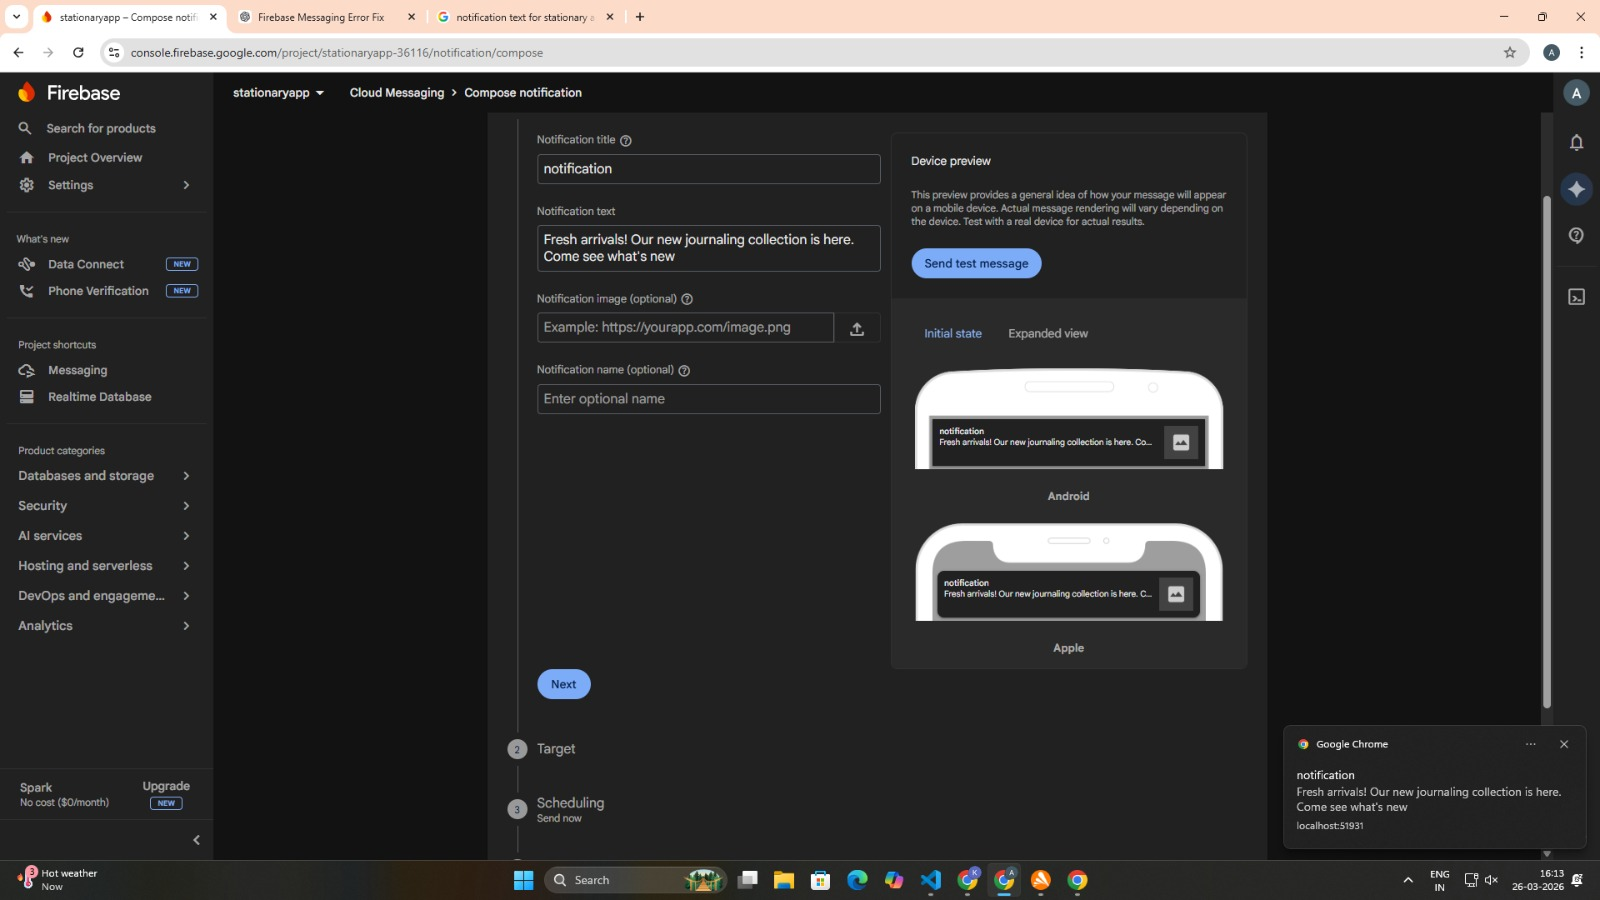 stationaryapp – Compose notifi
Firebase Messaging Error Fix
notification text for stationary a
console.firebase.google.com/project/stationaryapp-36116/notification/compose
A
Firebase
Search for products
Project Overview
Settings
What's new
Data Connect
NEW
Phone Verification
NEW
Project shortcuts
Messaging
Realtime Database
Product categories
Databases and storage
Security
AI services
Hosting and serverless
DevOps and engageme...
Analytics
Spark
No cost ($0/month)
Upgrade
NEW
stationaryapp
Cloud Messaging
Compose notification
A
Notification title
notification
Notification text
Fresh arrivals! Our new journaling collection is here.
Come see what's new
Notification image (optional)
Example: https://yourapp.com/image.png
Notification name (optional)
Enter optional name
Next
2
Target
3
Scheduling
Send now
Device preview
This preview provides a general idea of how your message will appear
on a mobile device. Actual message rendering will vary depending on
the device. Test with a real device for actual results.
Send test message
Initial state
Expanded view
notification
Fresh arrivals! Our new journaling collection is here. Co...
Android
notification
Fresh arrivals! Our new journaling collection is here. C...
Apple
Google Chrome
notification
Fresh arrivals! Our new journaling collection is here.
Come see what's new
localhost:51931
3
Hot weather
Now
Search
K
A
ENG
IN
16:13
26-03-2026